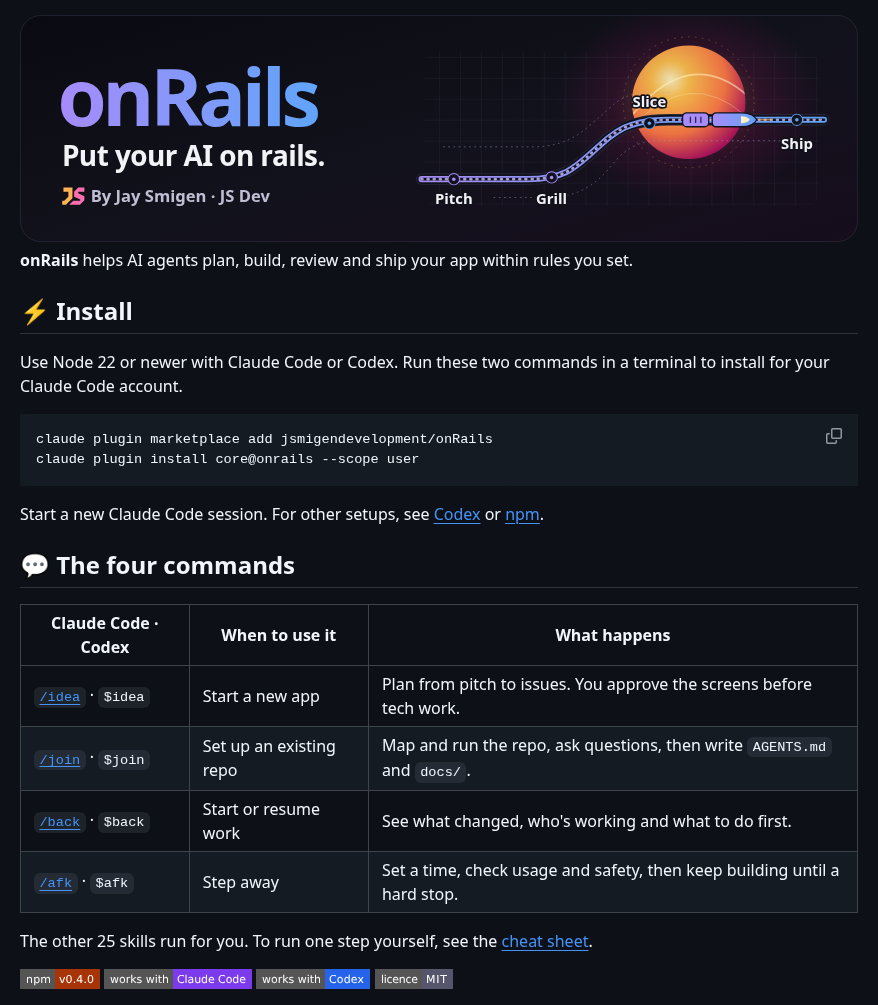 onRails
Put your AI on rails.
JS By Jay Smigen · JS Dev
Slice
Ship
Pitch
Grill
onRails helps AI agents plan, build, review and ship your app within rules you set.
⚡ Install
Use Node 22 or newer with Claude Code or Codex. Run these two commands in a terminal to install for your
Claude Code account.
claude plugin marketplace add jsmigendevelopment/onRails
claude plugin install core@onrails --scope user
Start a new Claude Code session. For other setups, see Codex or npm.
💬 The four commands
Claude Code ·
Codex
When to use it
What happens
/idea · $idea
Start a new app
Plan from pitch to issues. You approve the screens before
tech work.
/join · $join
Set up an existing
repo
Map and run the repo, ask questions, then write AGENTS.md
and docs/.
/back · $back
Start or resume
work
See what changed, who's working and what to do first.
/afk · $afk
Step away
Set a time, check usage and safety, then keep building until a
hard stop.
The other 25 skills run for you. To run one step yourself, see the cheat sheet.
npm v0.4.0 works with Claude Code works with Codex licence MIT